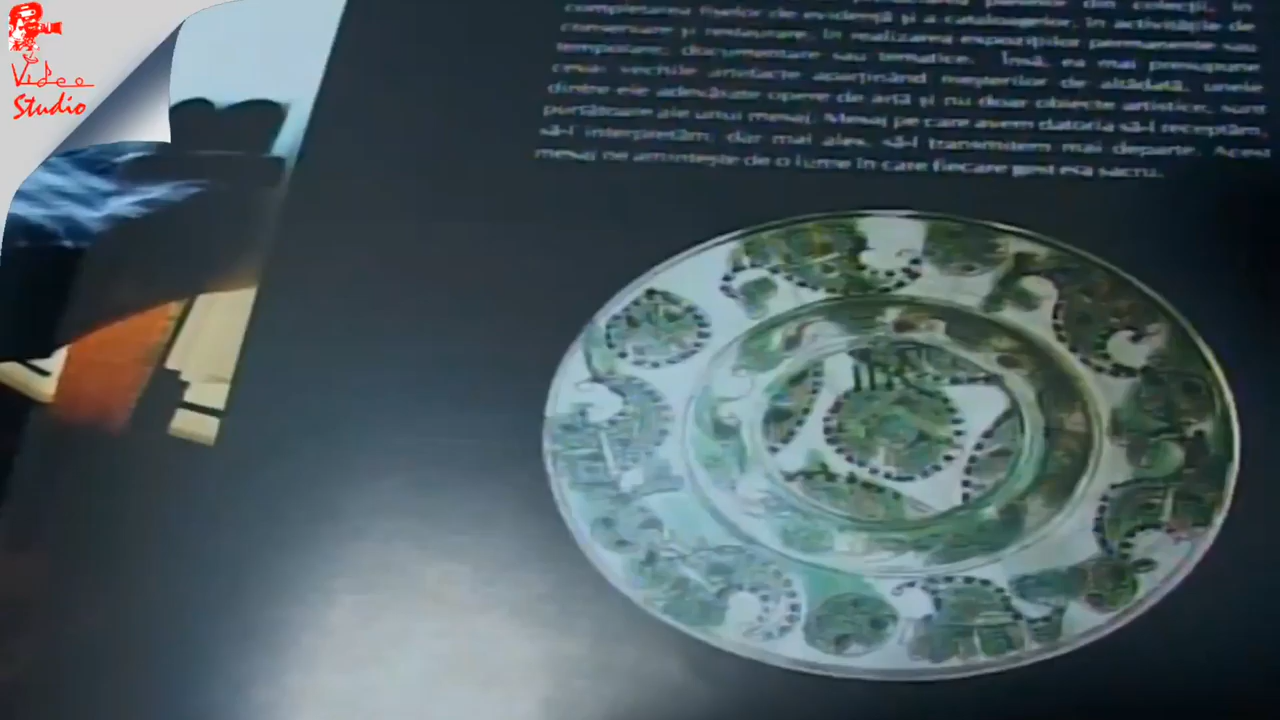 Video
Studio
completarea fișelor de evidență și a cataloagelor, în activitățile de
conservare și restaurare, în realizarea expozițiilor permanente sau
temporare, documentare sau tematice. Însă, ea mai presupune
ceva: vechile artefacte aparținând meșterilor de altădată, unele
dintre ele adevărate opere de artă și nu doar obiecte artistice, sunt
purtătoare ale unui mesaj. Mesaj pe care avem datoria să-l receptăm,
să-l interpretăm, dar mai ales, să-l transmitem mai departe. Acest
mesaj ne amintește de o lume în care fiecare gest era sacru.